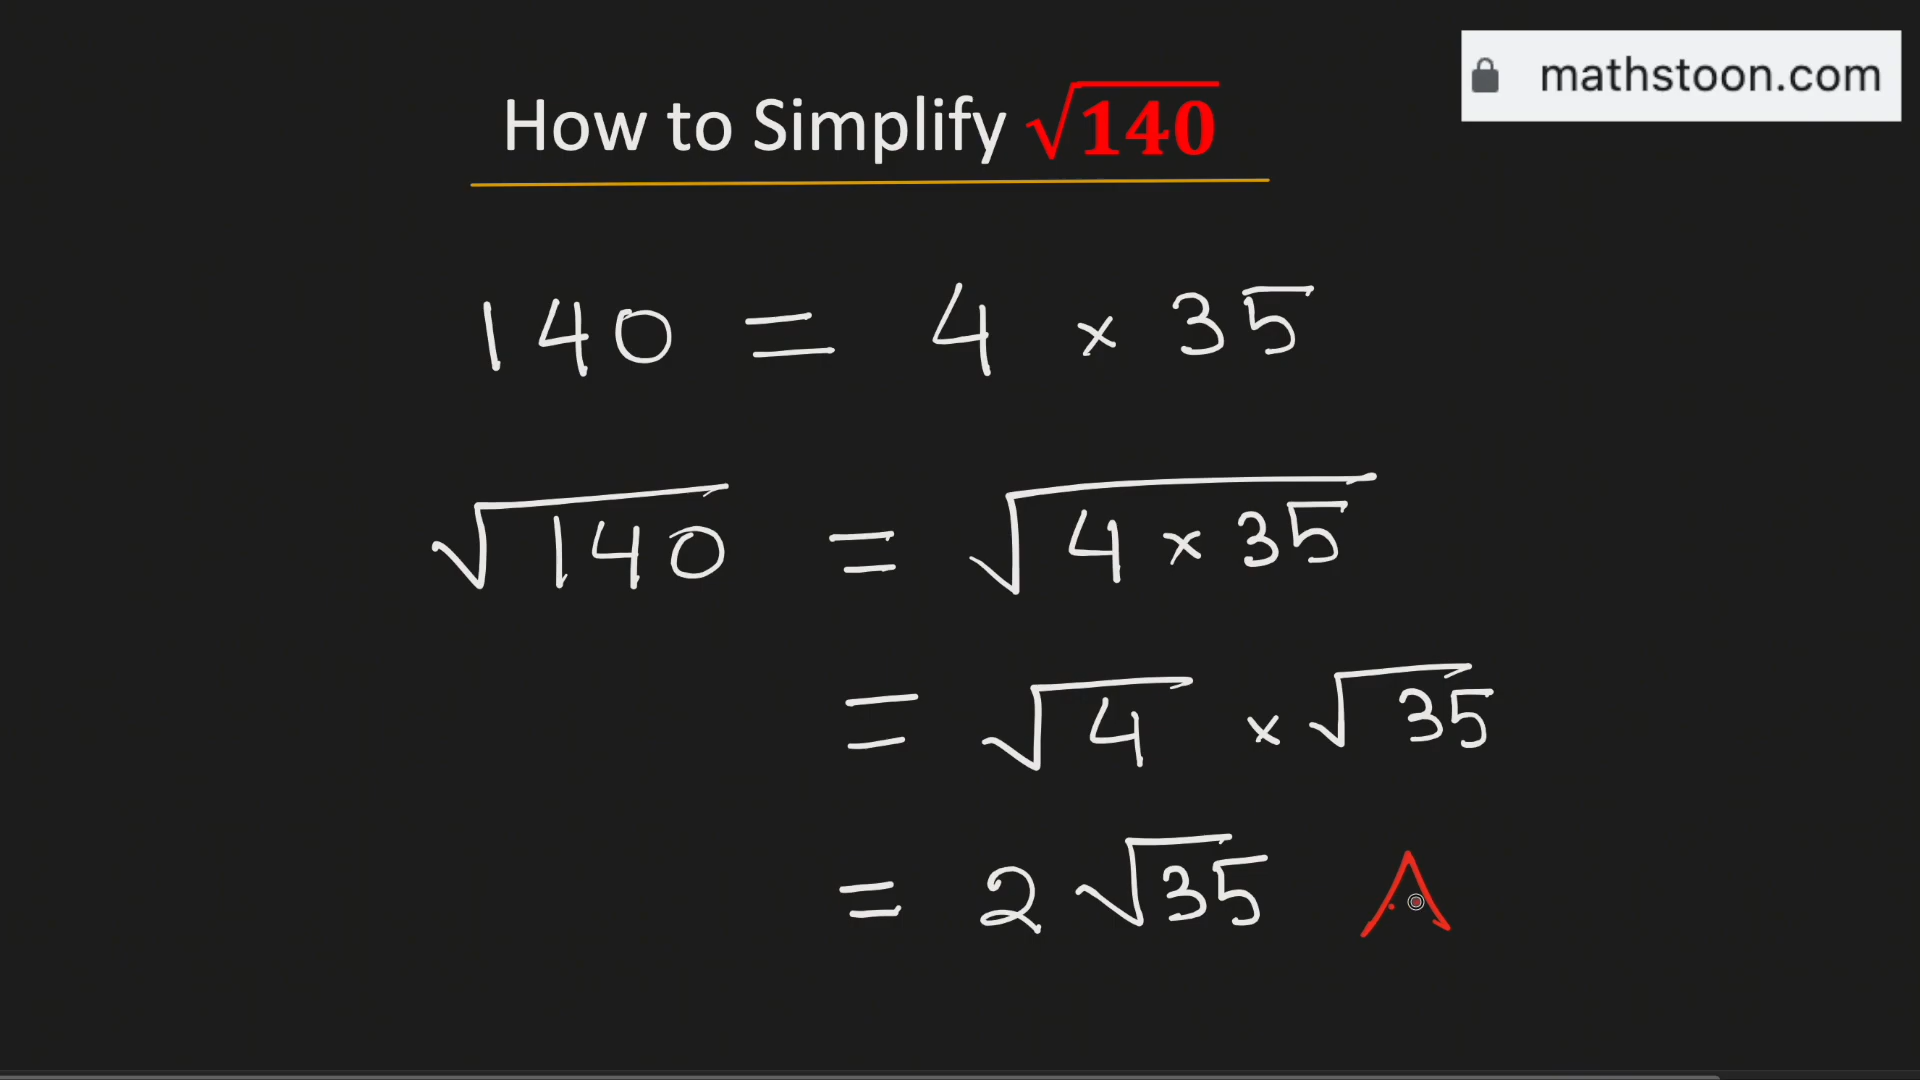 mathstoon.com
How to Simplify √140
140 = 4 × 35
√140 = √4 × 35
= √4 × √35
= 2 √35 A